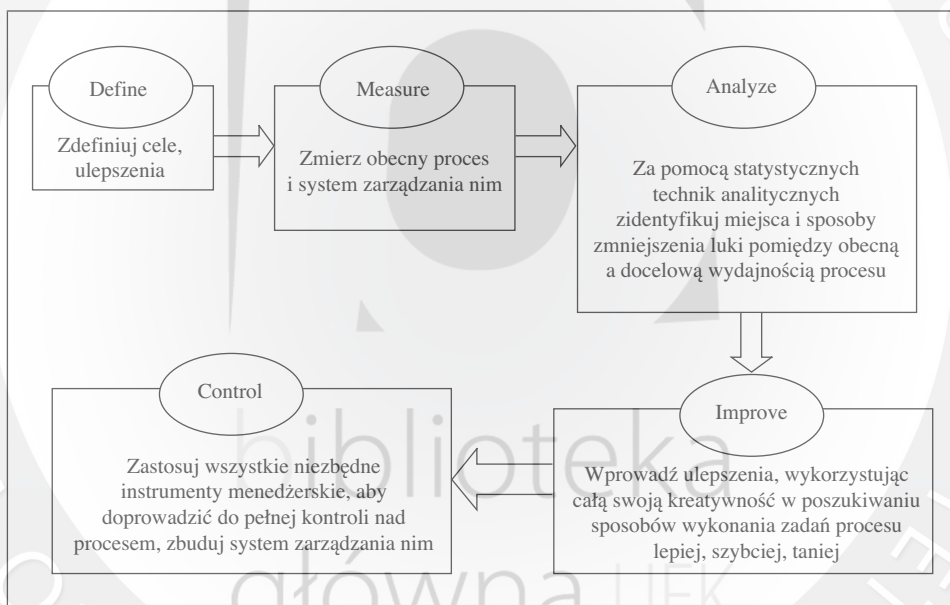 Define
Zdefiniuj cele,
ulepszenia
Measure
Zmierz obecny proces
i system zarządzania nim
Analyze
Za pomocą statystycznych
technik analitycznych
zidentyfikuj miejsca i sposoby
zmniejszenia luki pomiędzy obecną
a docelową wydajnością procesu
Improve
Wprowadź ulepszenia, wykorzystując
całą swoją kreatywność w poszukiwaniu
sposobów wykonania zadań procesu
lepiej, szybciej, taniej
Control
Zastosuj wszystkie niezbędne
instrumenty menedżerskie, aby
doprowadzić do pełnej kontroli nad
procesem, zbuduj system zarządzania nim
biblioteka
główna UEK